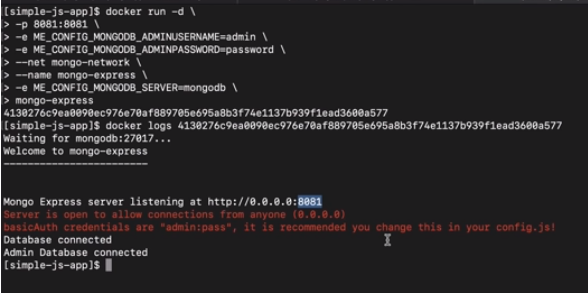 [simple-js-app]$ docker run -d \
> -p 8081:8081 \
> -e ME_CONFIG_MONGODB_ADMINUSERNAME=admin \
> -e ME_CONFIG_MONGODB_ADMINPASSWORD=password \
> --net mongo-network \
> --name mongo-express \
> -e ME_CONFIG_MONGODB_SERVER=mongodb \
> mongo-express
4130276c9ea0090ec976e70af889705e695a8b3f74e1137b939f1ead3600a577
[simple-js-app]$ docker logs 4130276c9ea0090ec976e70af889705e695a8b3f74e1137b939f1ead3600a577
Waiting for mongodb:27017...
Welcome to mongo-express
------------------------
Mongo Express server listening at http://0.0.0.0:8081
Server is open to allow connections from anyone (0.0.0.0)
basicAuth credentials are "admin:pass", it is recommended you change this in your config.js!
Database connected
Admin Database connected
[simple-js-app]$